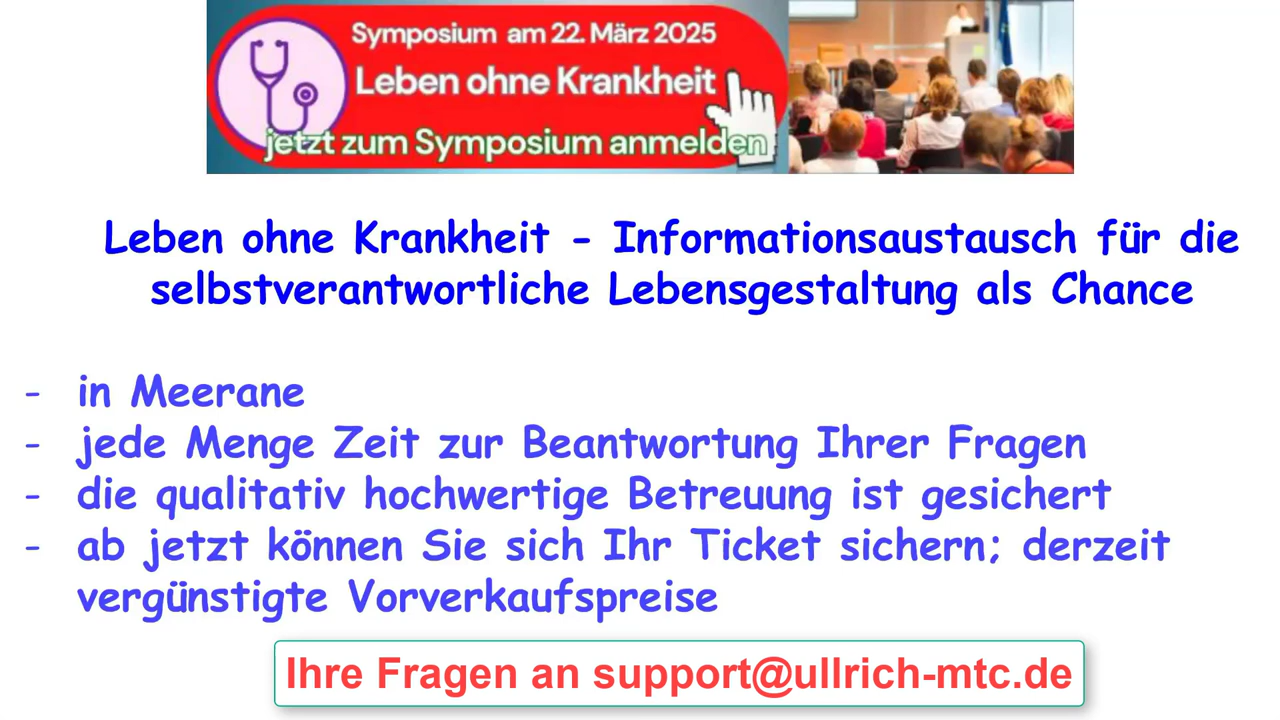 Symposium am 22. März 2025
Leben ohne Krankheit
jetzt zum Symposium anmelden
Leben ohne Krankheit - Informationsaustausch für die
selbstverantwortliche Lebensgestaltung als Chance
- in Meerane
- jede Menge Zeit zur Beantwortung Ihrer Fragen
- die qualitativ hochwertige Betreuung ist gesichert
- ab jetzt können Sie sich Ihr Ticket sichern; derzeit
vergünstigte Vorverkaufspreise
Ihre Fragen an support@ullrich-mtc.de